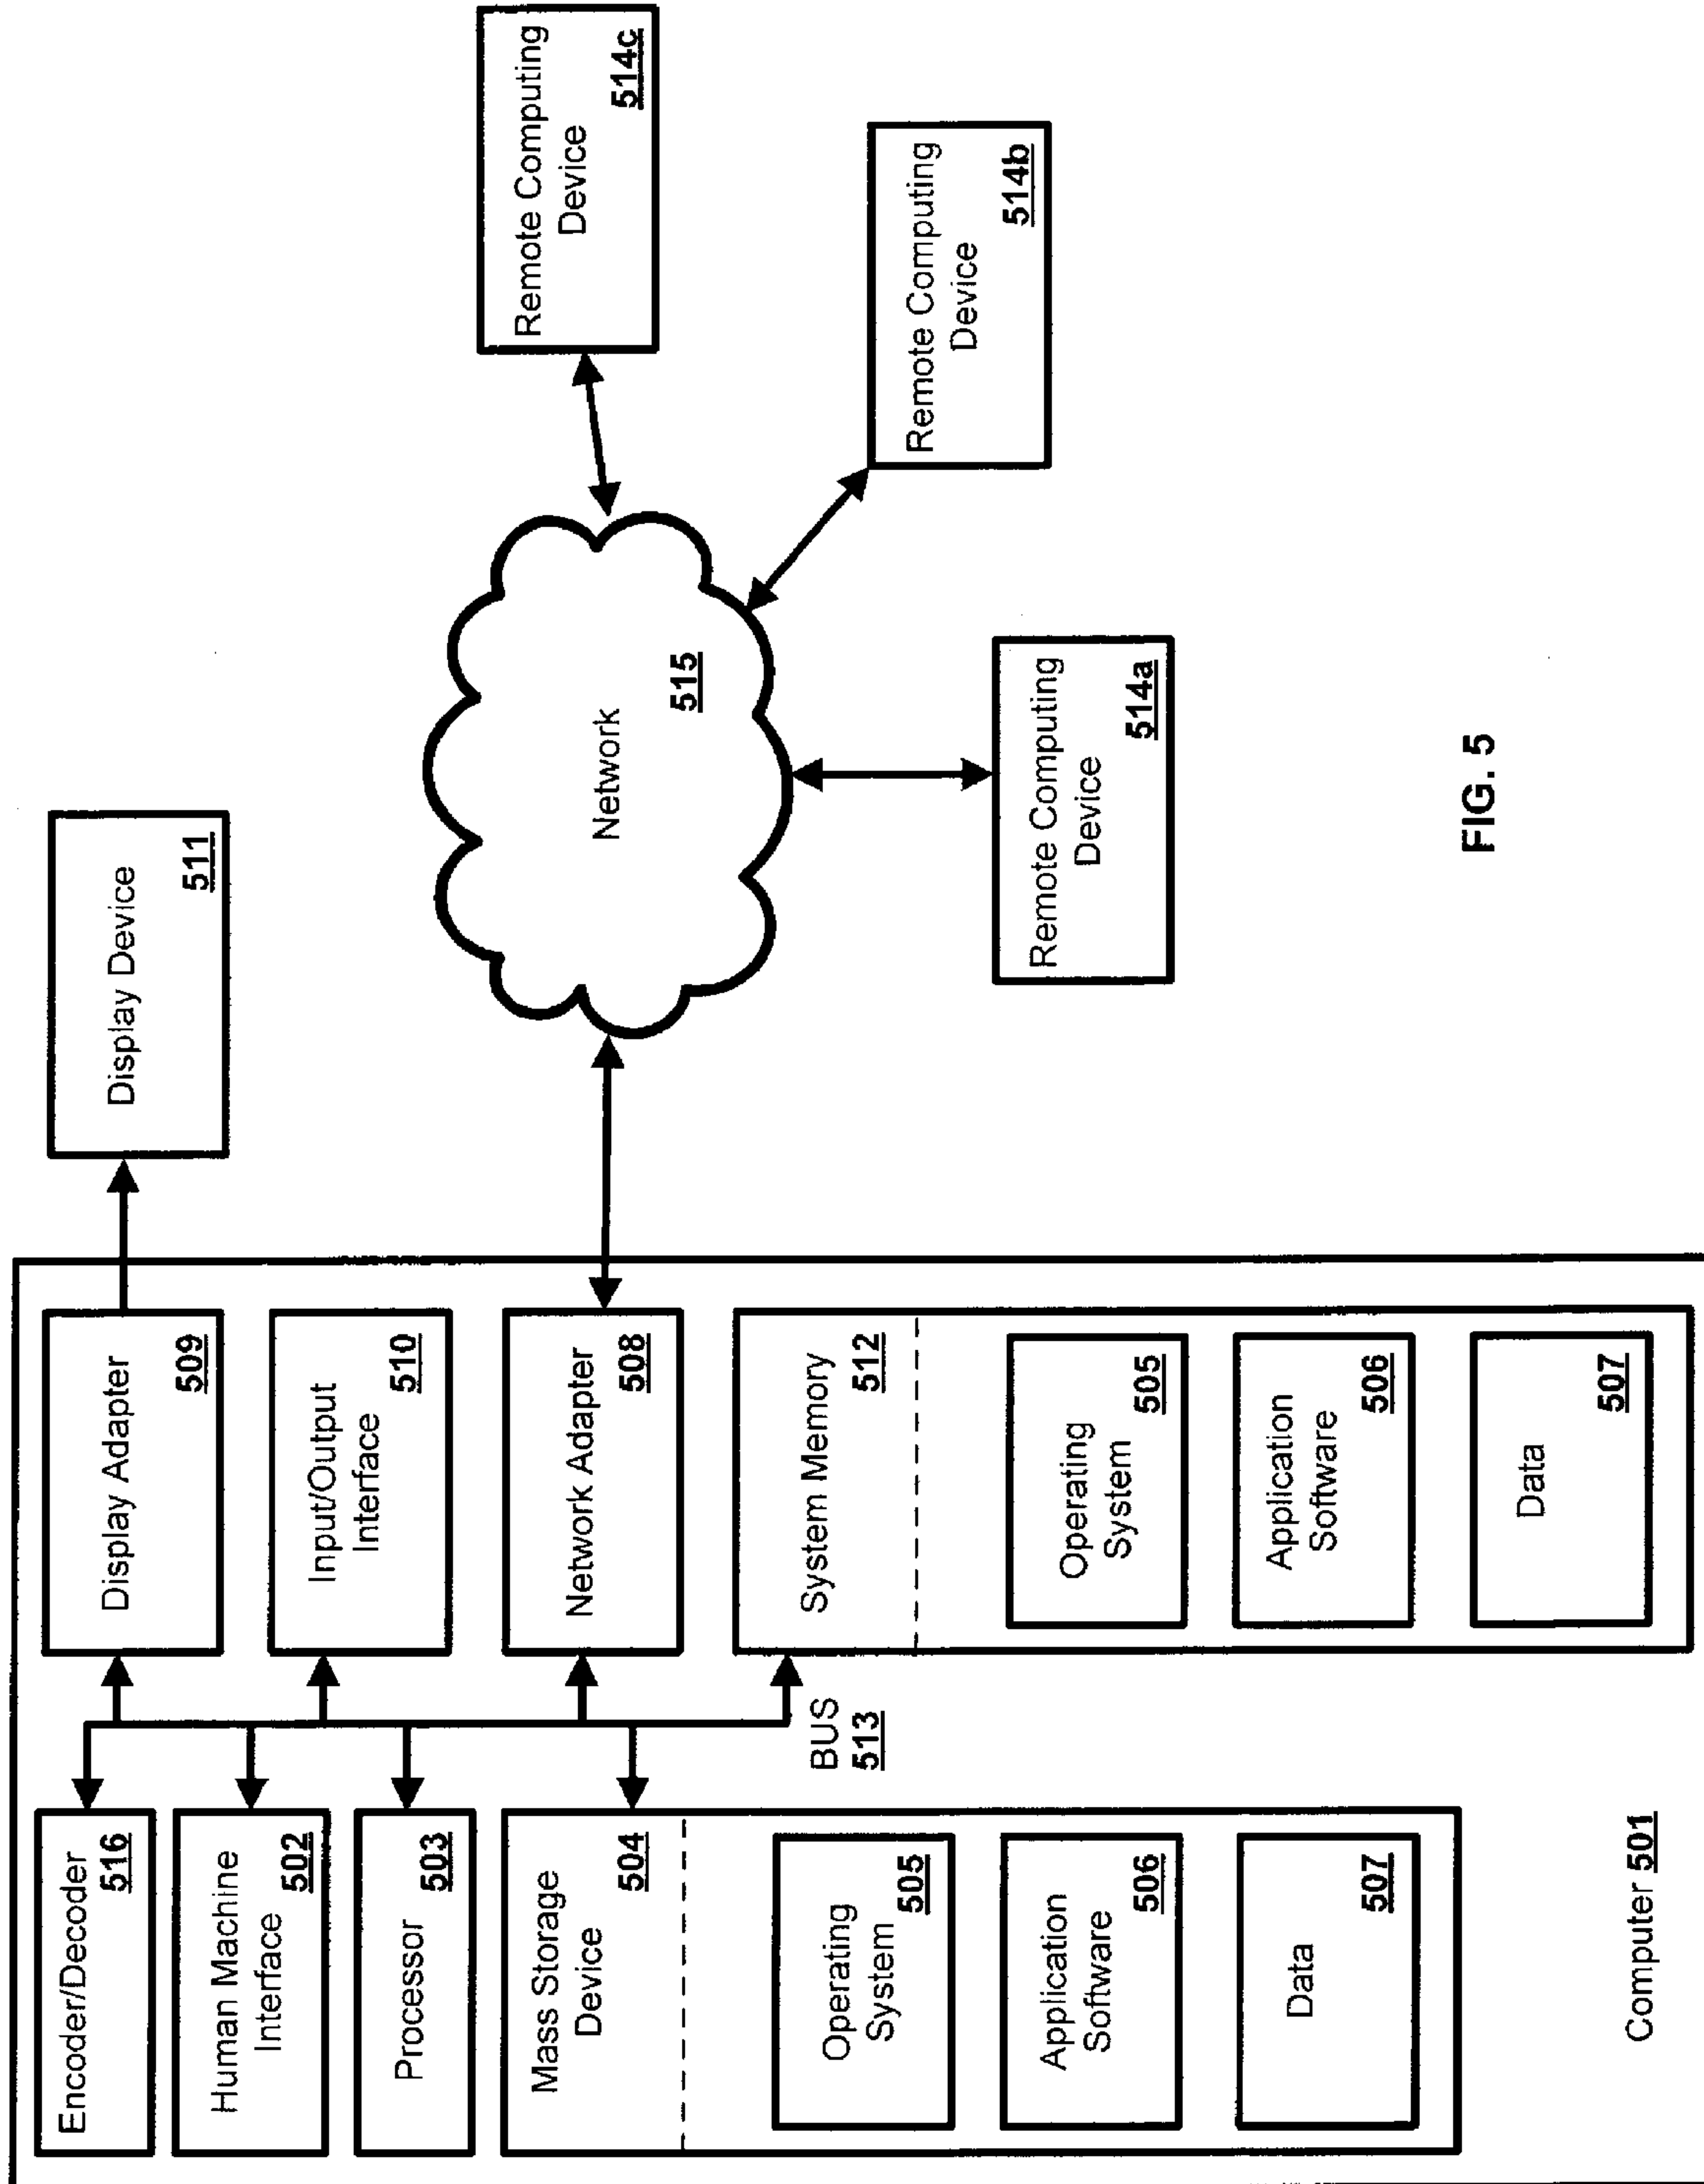 Encoder/Decoder
516
Human Machine
Interface
502
Processor
503
Mass Storage
Device
504
Operating
System
505
Application
Software
506
Data
507
Computer 501
BUS
513
Display Adapter
509
Input/Output
Interface
510
Network Adapter
508
System Memory
512
Operating
System
505
Application
Software
506
Data
507
Display Device
511
Network
515
Remote Computing
Device
514a
Remote Computing
Device
514b
Remote Computing
Device
514c
FIG. 5